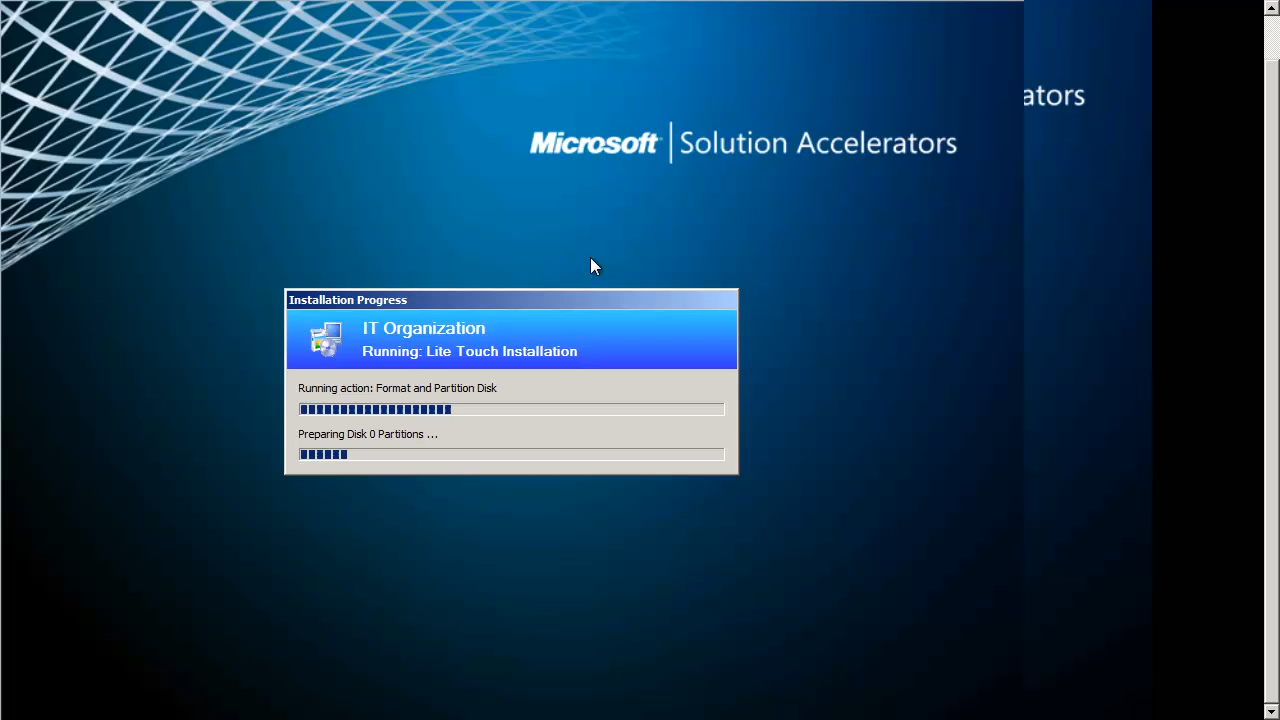 ators
Microsoft | Solution Accelerators
Installation Progress
IT Organization
Running: Lite Touch Installation
Running action: Format and Partition Disk
Preparing Disk 0 Partitions ...